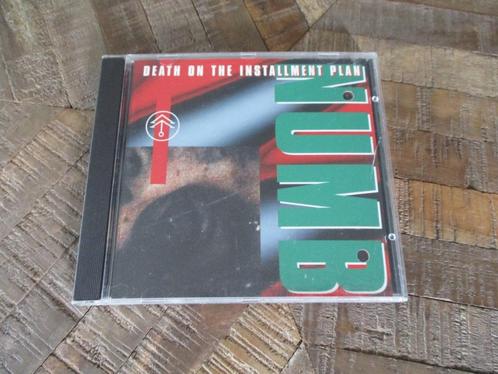 DEATH ON THE INSTALLMENT PLAN
NUMB